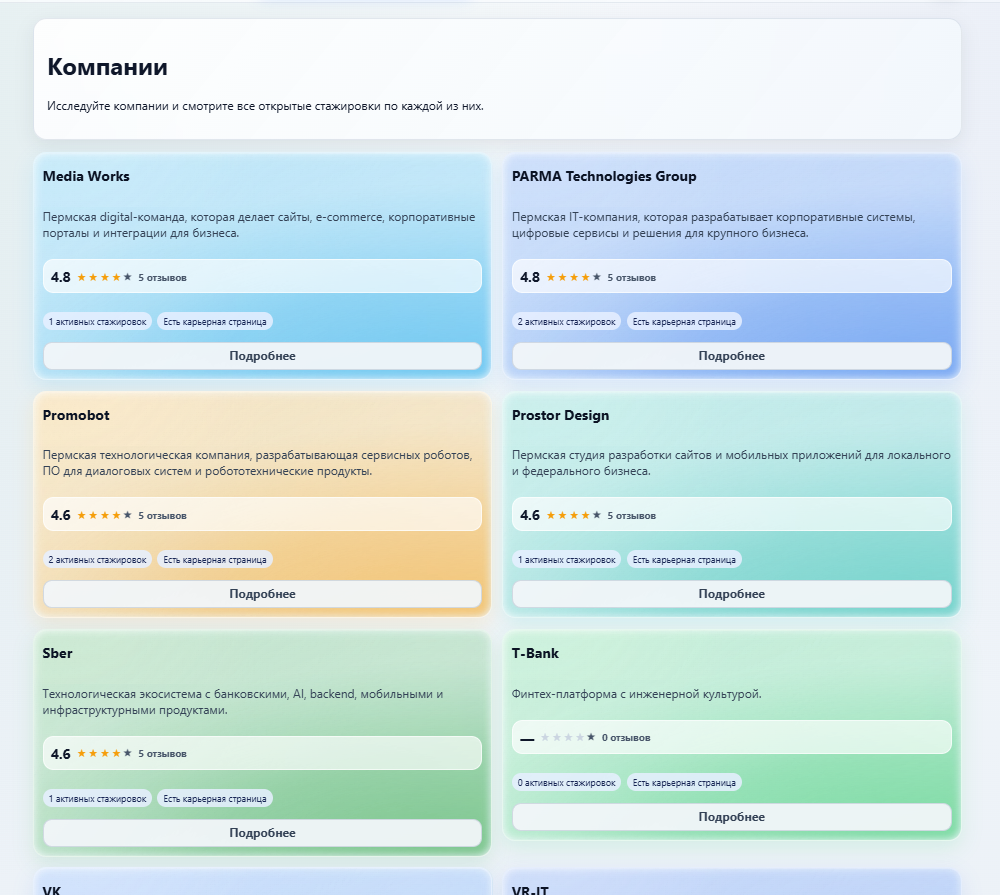 Компании
Исследуйте компании и смотрите все открытые стажировки по каждой из них.
Media Works
Пермская digital-команда, которая делает сайты, e-commerce, корпоративные
порталы и интеграции для бизнеса.
4.8 ★★★★★ 5 отзывов
1 активных стажировок Есть карьерная страница
Подробнее
PARMA Technologies Group
Пермская IT-компания, которая разрабатывает корпоративные системы,
цифровые сервисы и решения для крупного бизнеса.
4.8 ★★★★★ 5 отзывов
2 активных стажировок Есть карьерная страница
Подробнее
Promobot
Пермская технологическая компания, разрабатывающая сервисных роботов,
ПО для диалоговых систем и робототехнические продукты.
4.6 ★★★★★ 5 отзывов
2 активных стажировок Есть карьерная страница
Подробнее
Prostor Design
Пермская студия разработки сайтов и мобильных приложений для локального
и федерального бизнеса.
4.6 ★★★★★ 5 отзывов
1 активных стажировок Есть карьерная страница
Подробнее
Sber
Технологическая экосистема с банковскими, AI, backend, мобильными и
инфраструктурными продуктами.
4.6 ★★★★★ 5 отзывов
1 активных стажировок Есть карьерная страница
Подробнее
T-Bank
Финтех-платформа с инженерной культурой.
— ★★★★★ 0 отзывов
0 активных стажировок Есть карьерная страница
Подробнее
VK
VR-IT